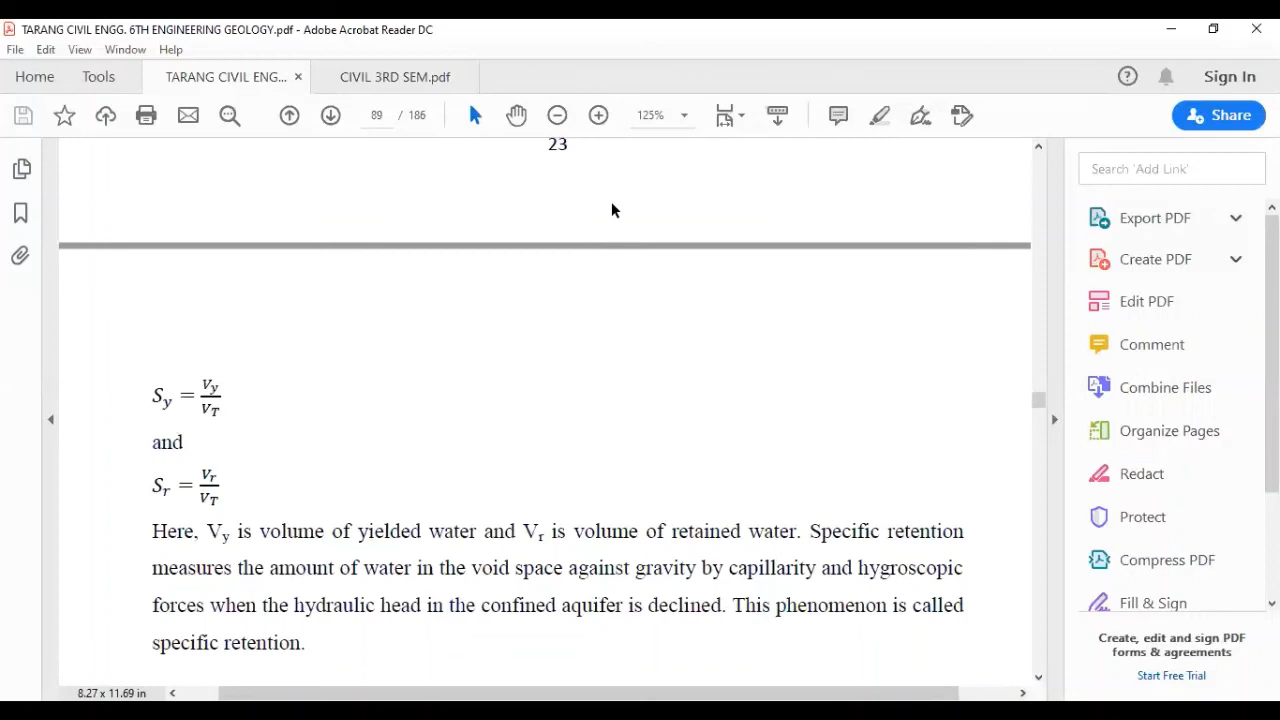 TARANG CIVIL ENGG. 6TH ENGINEERING GEOLOGY.pdf - Adobe Acrobat Reader DC
File Edit View Window Help
Home Tools TARANG CIVIL ENG... × CIVIL 3RD SEM.pdf Sign In
89 / 186 125% Share
23
Search 'Add Link'
Export PDF
Create PDF
Edit PDF
Comment
Combine Files
Organize Pages
Redact
Protect
Compress PDF
Fill & Sign
Create, edit and sign PDF
forms & agreements
Start Free Trial
S_y = V_y/V_T
and
S_r = V_r/V_T
Here, V_y is volume of yielded water and V_r is volume of retained water. Specific retention
measures the amount of water in the void space against gravity by capillarity and hygroscopic
forces when the hydraulic head in the confined aquifer is declined. This phenomenon is called
specific retention.
8.27 x 11.69 in